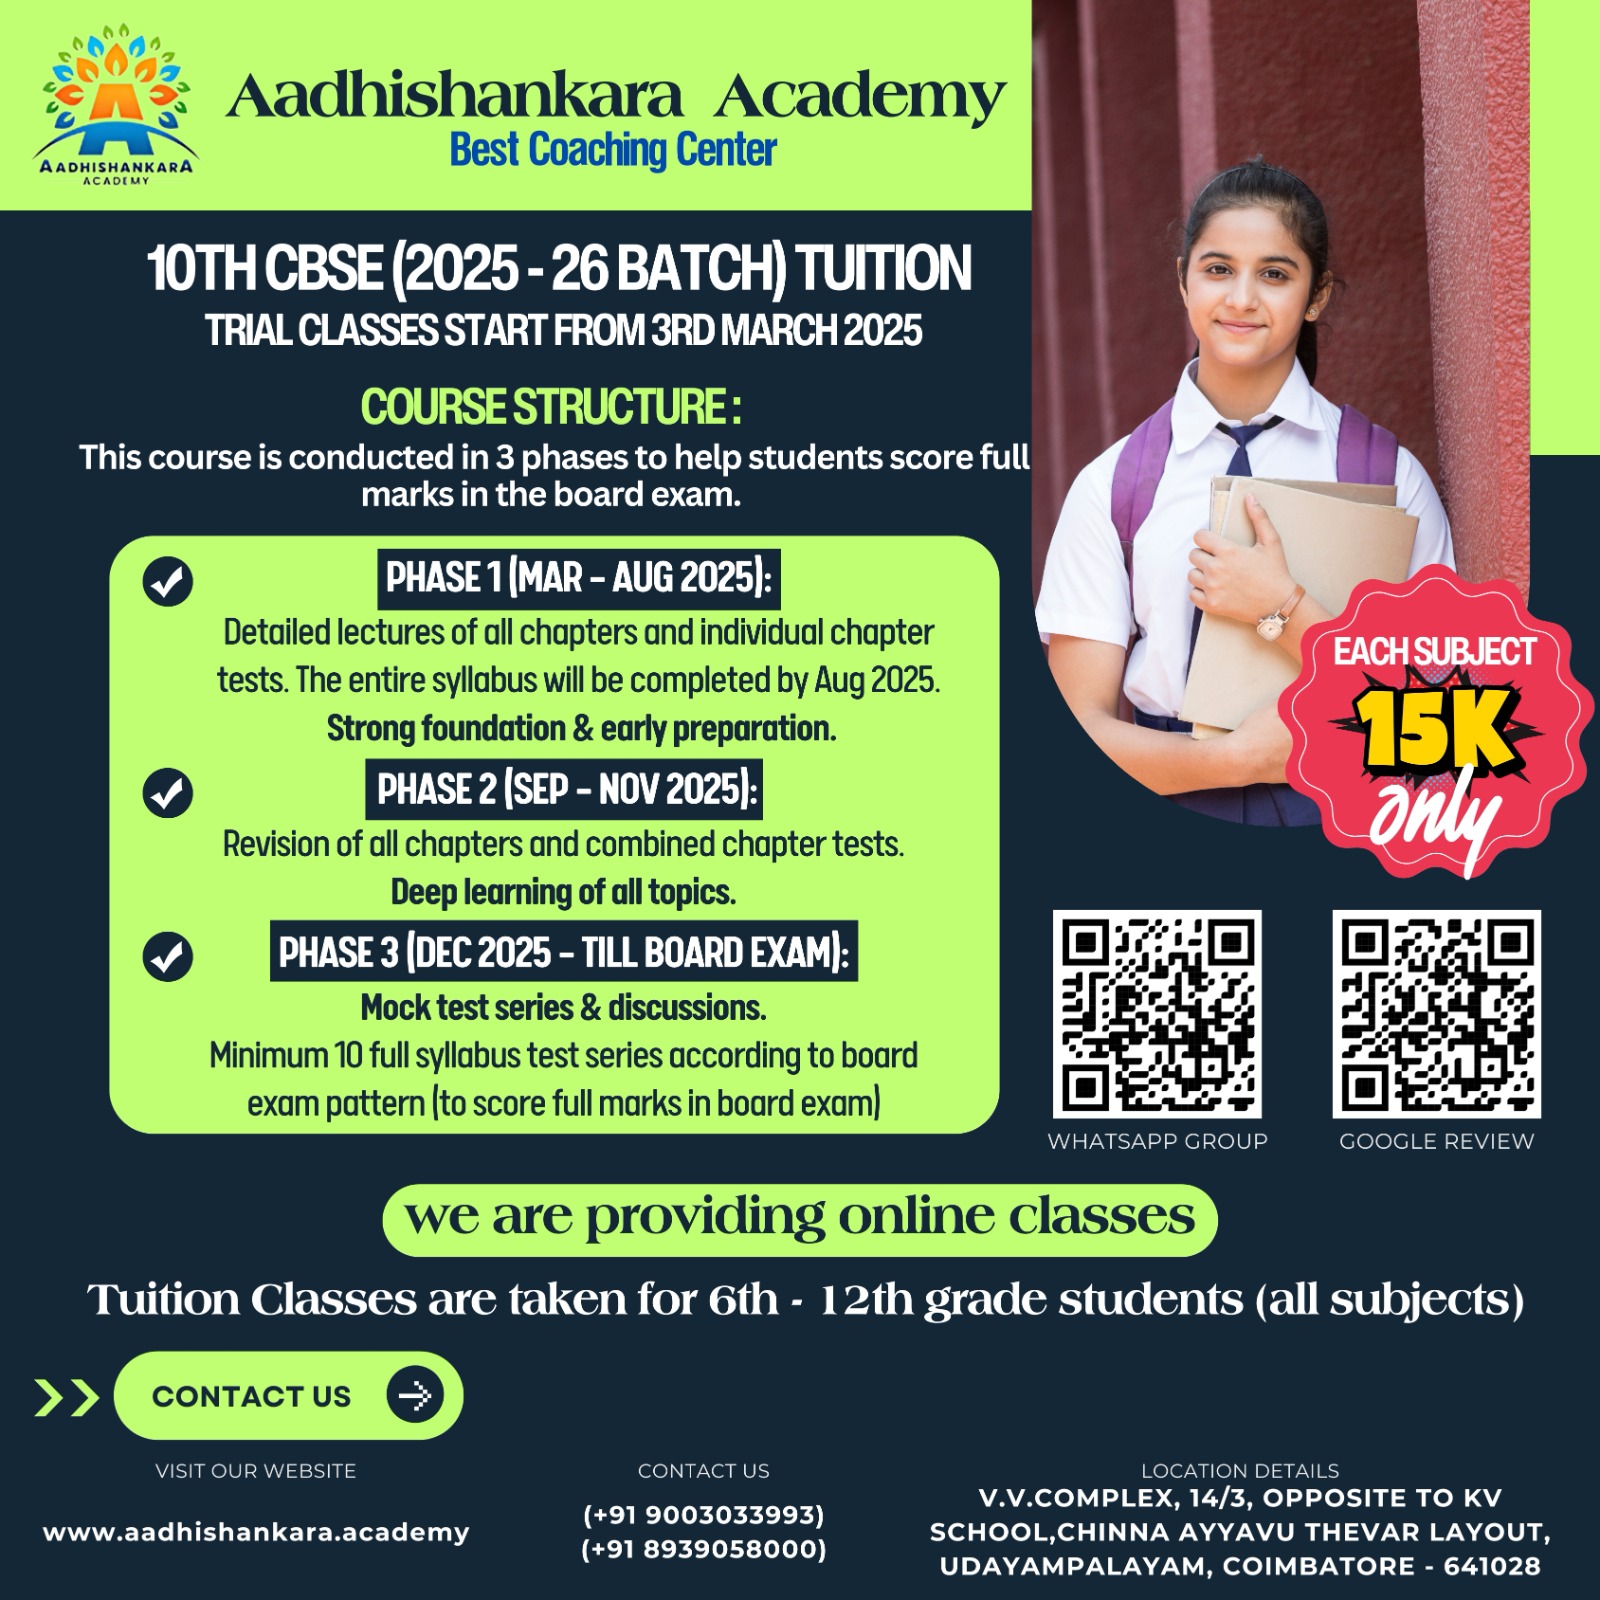 AADHISHANKARA
ACADEMY
Aadhishankara Academy
Best Coaching Center
10TH CBSE (2025 - 26 BATCH) TUITION
TRIAL CLASSES START FROM 3RD MARCH 2025
COURSE STRUCTURE :
This course is conducted in 3 phases to help students score full
marks in the board exam.
PHASE 1 (MAR – AUG 2025):
Detailed lectures of all chapters and individual chapter
tests. The entire syllabus will be completed by Aug 2025.
Strong foundation & early preparation.
PHASE 2 (SEP – NOV 2025):
Revision of all chapters and combined chapter tests.
Deep learning of all topics.
PHASE 3 (DEC 2025 – TILL BOARD EXAM):
Mock test series & discussions.
Minimum 10 full syllabus test series according to board
exam pattern (to score full marks in board exam)
EACH SUBJECT
15K
only
WHATSAPP GROUP
GOOGLE REVIEW
we are providing online classes
Tuition Classes are taken for 6th - 12th grade students (all subjects)
CONTACT US
VISIT OUR WEBSITE
www.aadhishankara.academy
CONTACT US
(+91 9003033993)
(+91 8939058000)
LOCATION DETAILS
V.V.COMPLEX, 14/3, OPPOSITE TO KV
SCHOOL,CHINNA AYYAVU THEVAR LAYOUT,
UDAYAMPALAYAM, COIMBATORE - 641028